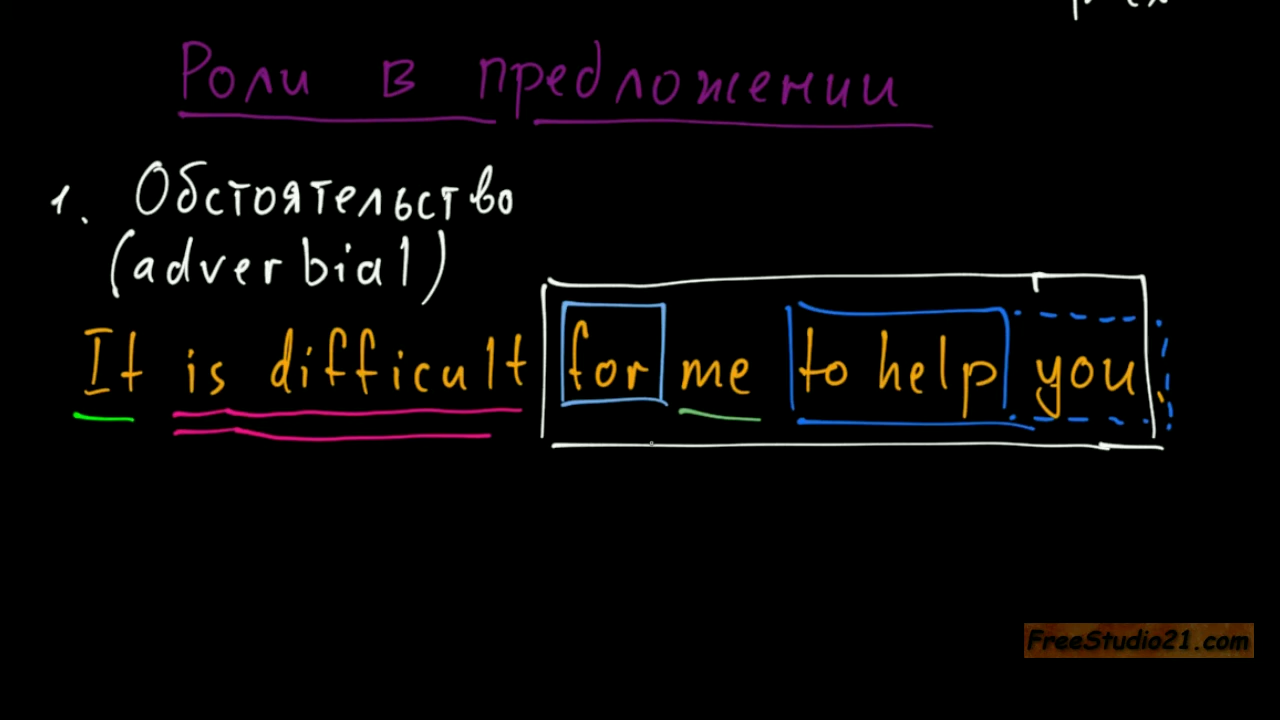 Роли в предложении
1. Обстоятельство
(adverbial)
It is difficult for me to help you.
FreeStudio21.com